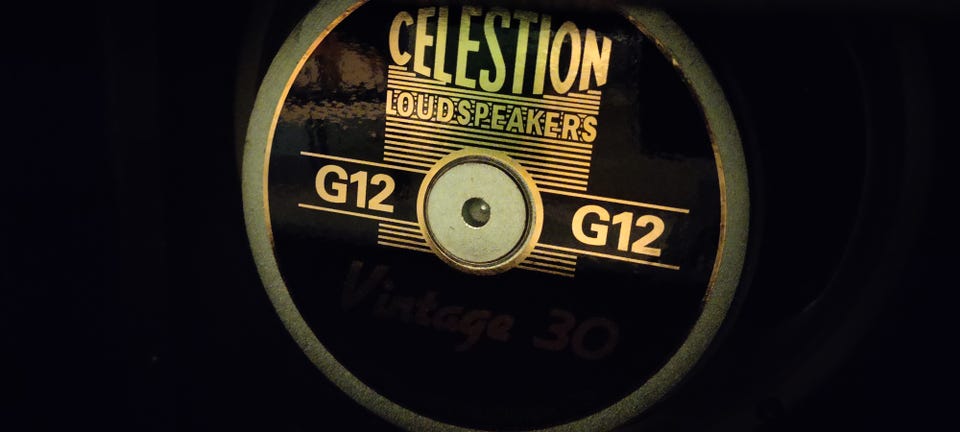 CELESTION
LOUDSPEAKERS
G12
G12
Vintage 30